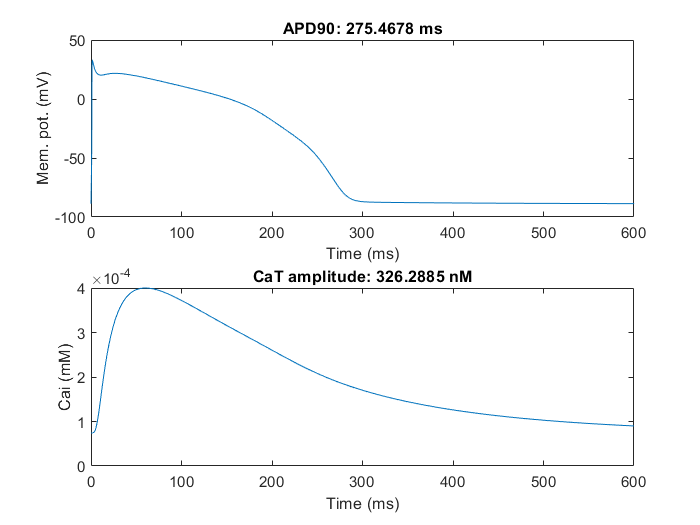 APD90: 275.4678 ms
50
0
-50
-100
Mem. pot. (mV)
0 100 200 300 400 500 600
Time (ms)
×10⁻⁴
CaT amplitude: 326.2885 nM
4
3
2
1
0
Cai (mM)
0 100 200 300 400 500 600
Time (ms)